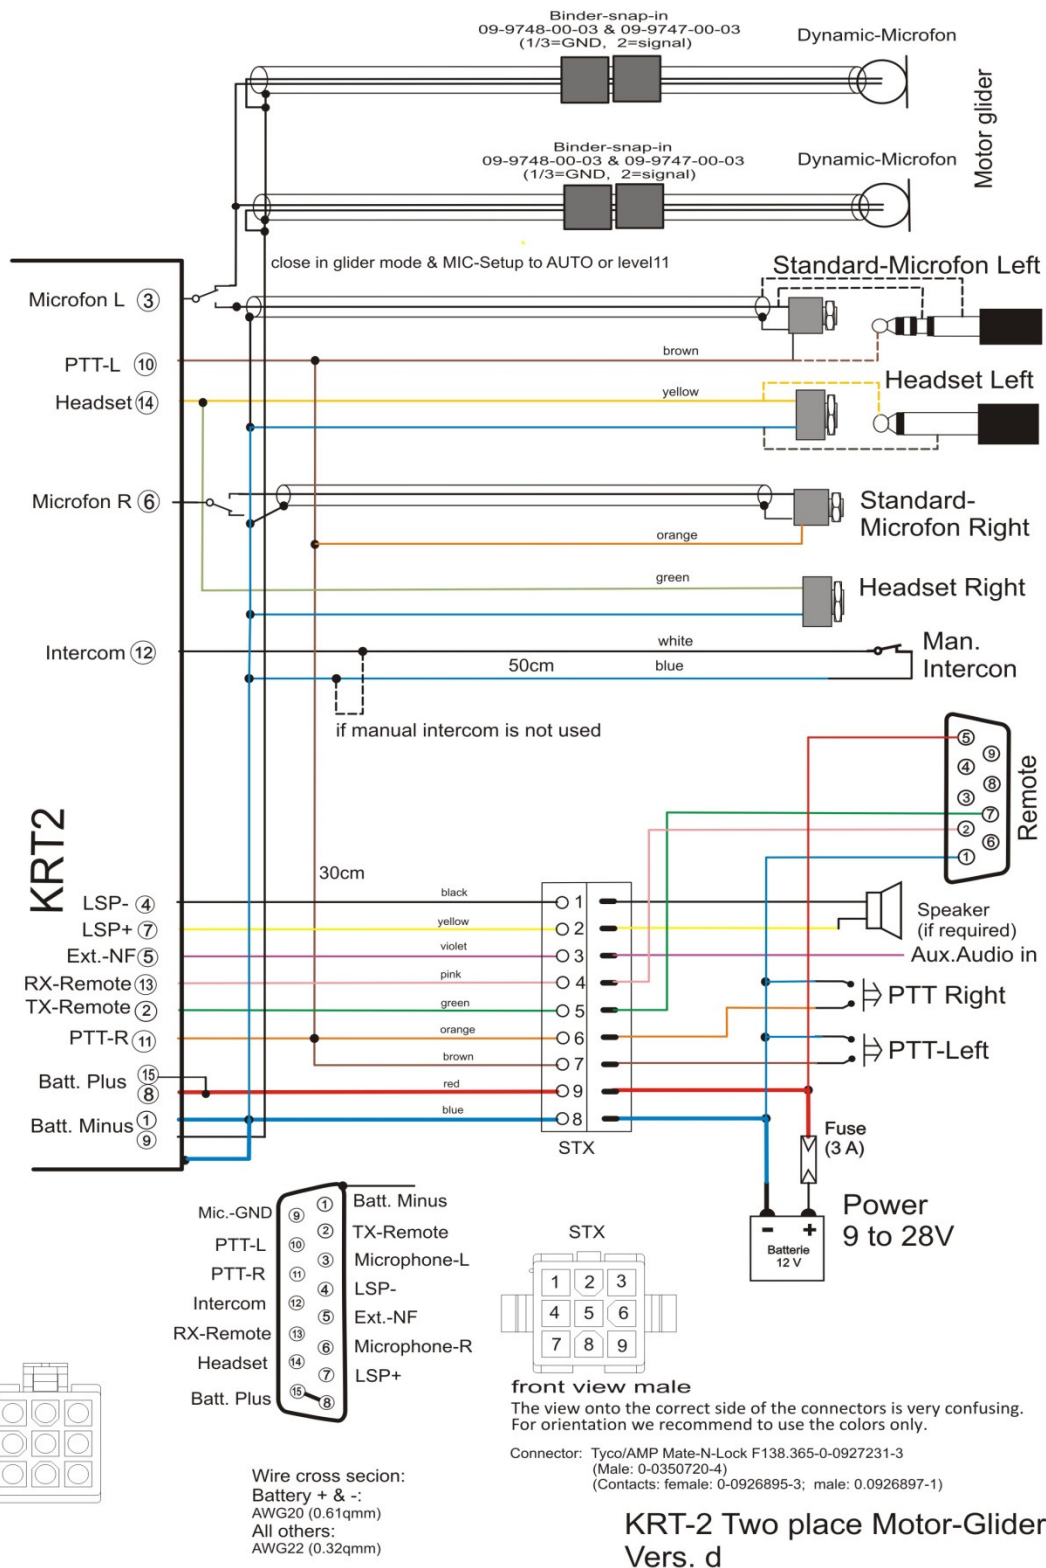 Binder-snap-in
09-9748-00-03 & 09-9747-00-03
(1/3=GND, 2=signal)
Dynamic-Microfon
Motor glider
Binder-snap-in
09-9748-00-03 & 09-9747-00-03
(1/3=GND, 2=signal)
Dynamic-Microfon
close in glider mode & MIC-Setup to AUTO or level11
Standard-Microfon Left
Microfon L 3
brown
PTT-L 10
Headset Left
yellow
Headset 14
Microfon R 6
Standard-
Microfon Right
orange
green
Headset Right
Intercom 12
white
50cm
blue
Man.
Intercon
if manual intercom is not used
5
9
4
8
3
7
2
6
1
Remote
KRT2
30cm
LSP- 4
black
1
LSP+ 7
yellow
2
Speaker
(if required)
Ext.-NF 5
violet
3
Aux.Audio in
RX-Remote 13
pink
4
PTT Right
TX-Remote 2
green
5
PTT-R 11
orange
6
brown
7
PTT-Left
Batt. Plus 15
8
red
9
Batt. Minus 1
9
blue
8
STX
Fuse
(3 A)
- +
Batterie
12 V
Power
9 to 28V
Mic.-GND 9
1 Batt. Minus
PTT-L 10
2 TX-Remote
PTT-R 11
3 Microphone-L
Intercom 12
4 LSP-
RX-Remote 13
5 Ext.-NF
Headset 14
6 Microphone-R
Batt. Plus 15
7 LSP+
8
STX
1 2 3
4 5 6
7 8 9
front view male
The view onto the correct side of the connectors is very confusing.
For orientation we recommend to use the colors only.
Connector: Tyco/AMP Mate-N-Lock F138.365-0-0927231-3
(Male: 0-0350720-4)
(Contacts: female: 0-0926895-3; male: 0.0926897-1)
Wire cross secion:
Battery + & -:
AWG20 (0.61qmm)
All others:
AWG22 (0.32qmm)
KRT-2 Two place Motor-Glider
Vers. d